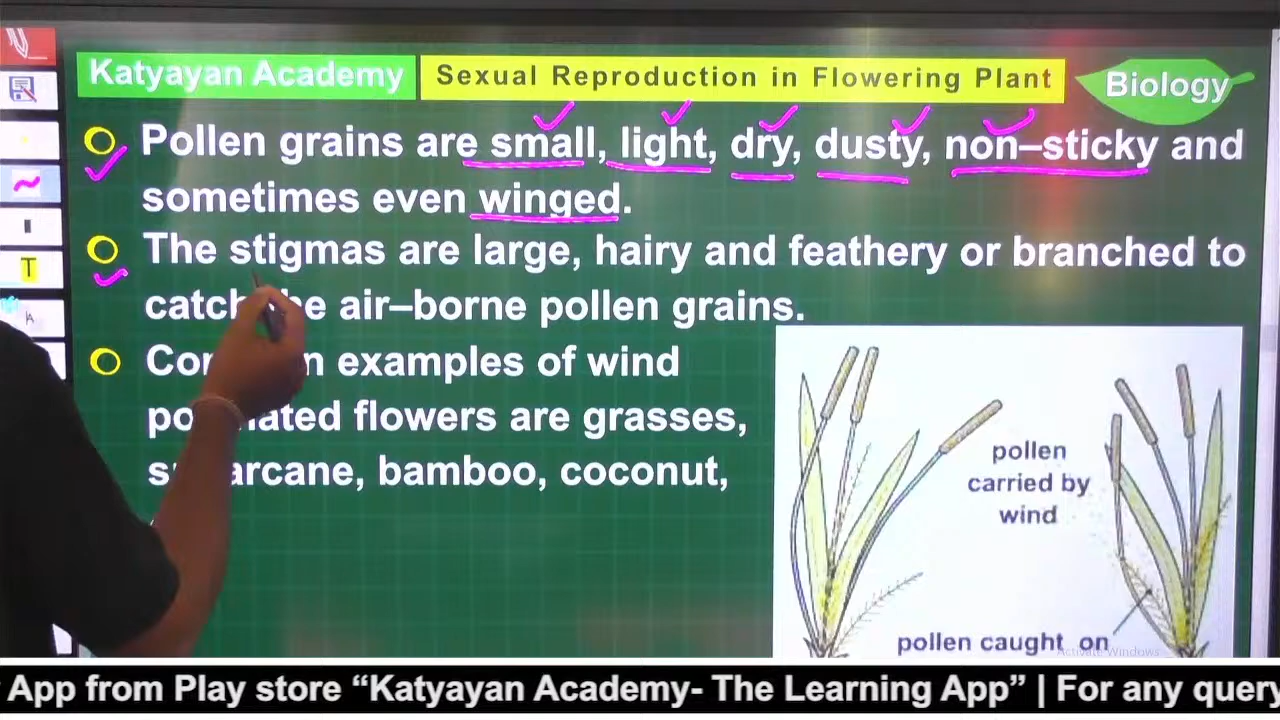 Katyayan Academy
Sexual Reproduction in Flowering Plant
Biology
Pollen grains are small, light, dry, dusty, non–sticky and
sometimes even winged.
The stigmas are large, hairy and feathery or branched to
catch the air–borne pollen grains.
examples of wind
flowers are grasses,
bamboo, coconut,
pollen
carried by
wind
pollen caught on
Activate Windows
T
App from Play store “Katyayan Academy- The Learning App” | For any query